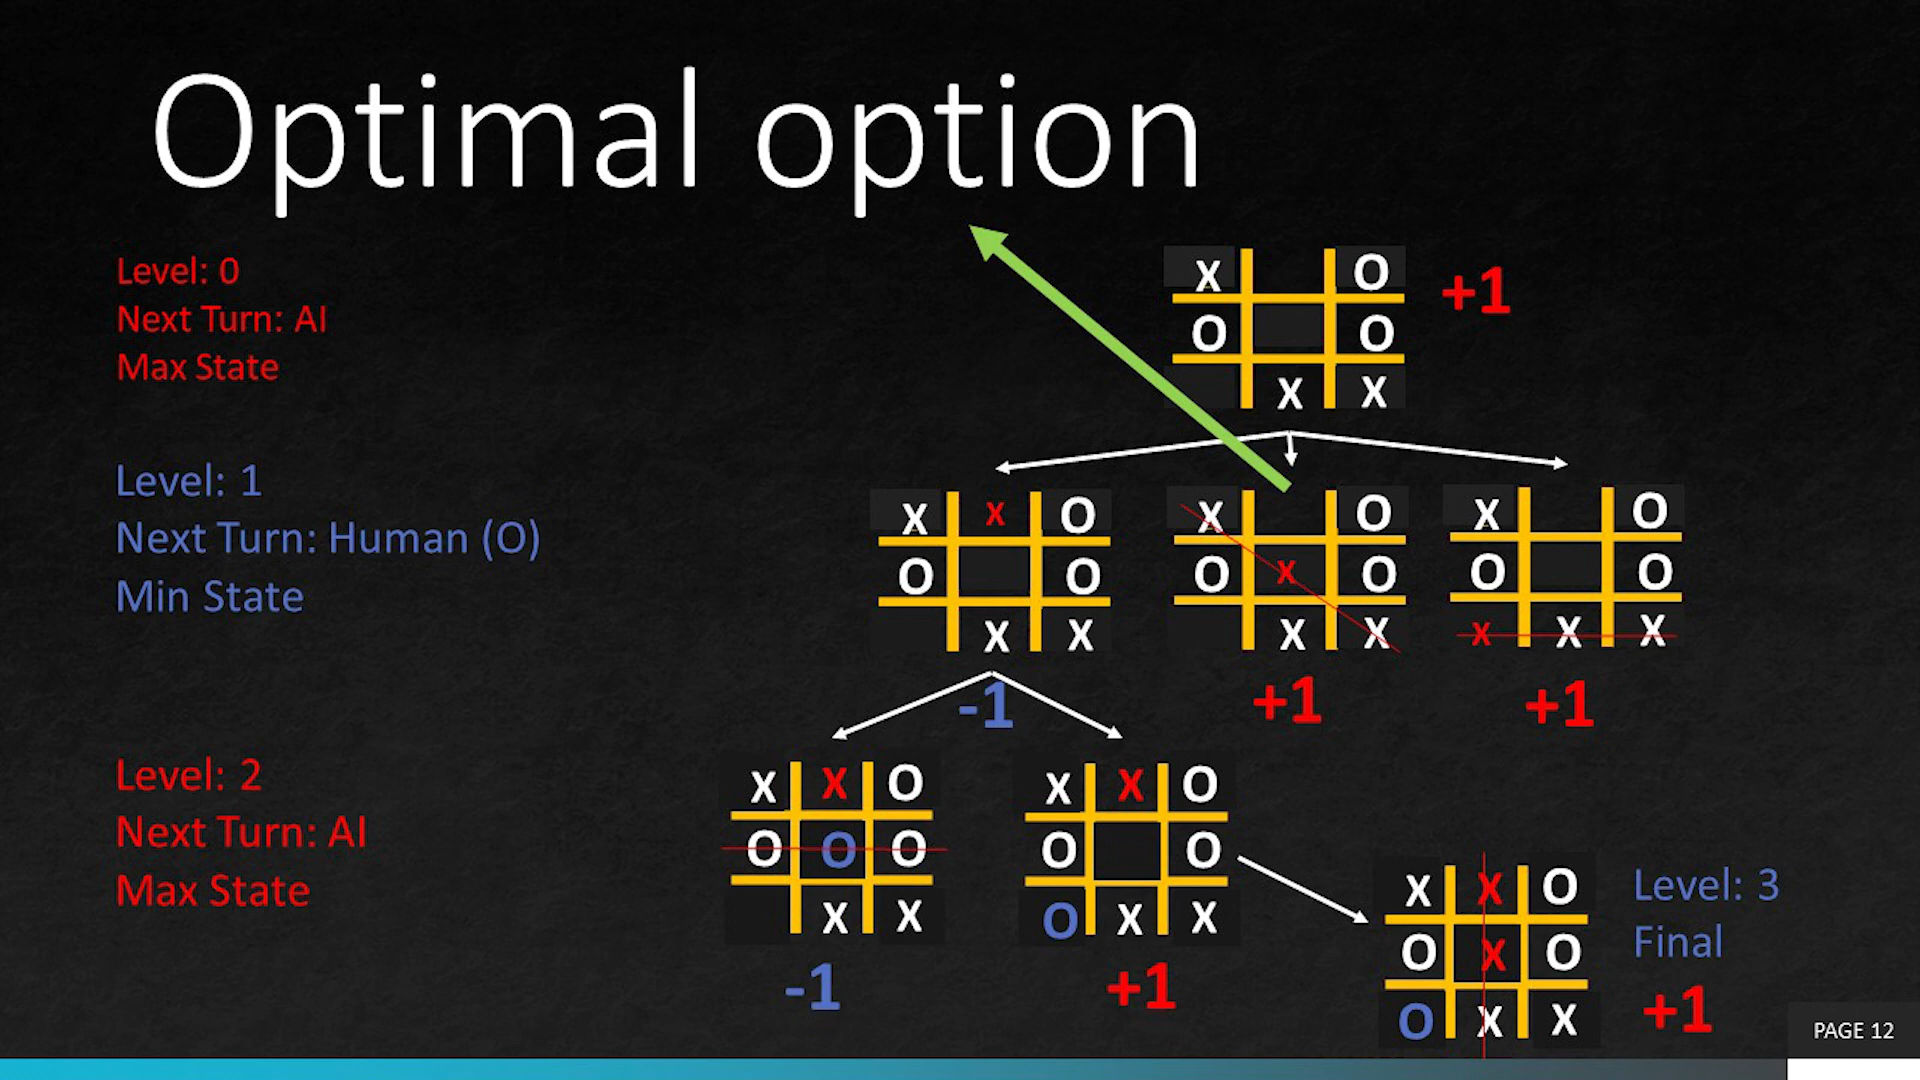 Optimal option
Level: 0
Next Turn: AI
Max State
X O
O O
X X
+1
Level: 1
Next Turn: Human (O)
Min State
X X O
O O
X X
-1
X O
O X O
X X
+1
X O
O O
X X X
+1
Level: 2
Next Turn: AI
Max State
X X O
O O O
X X
-1
X X O
O O
O X X
+1
X X O
O X O
O X X
Level: 3
Final
+1
PAGE 12